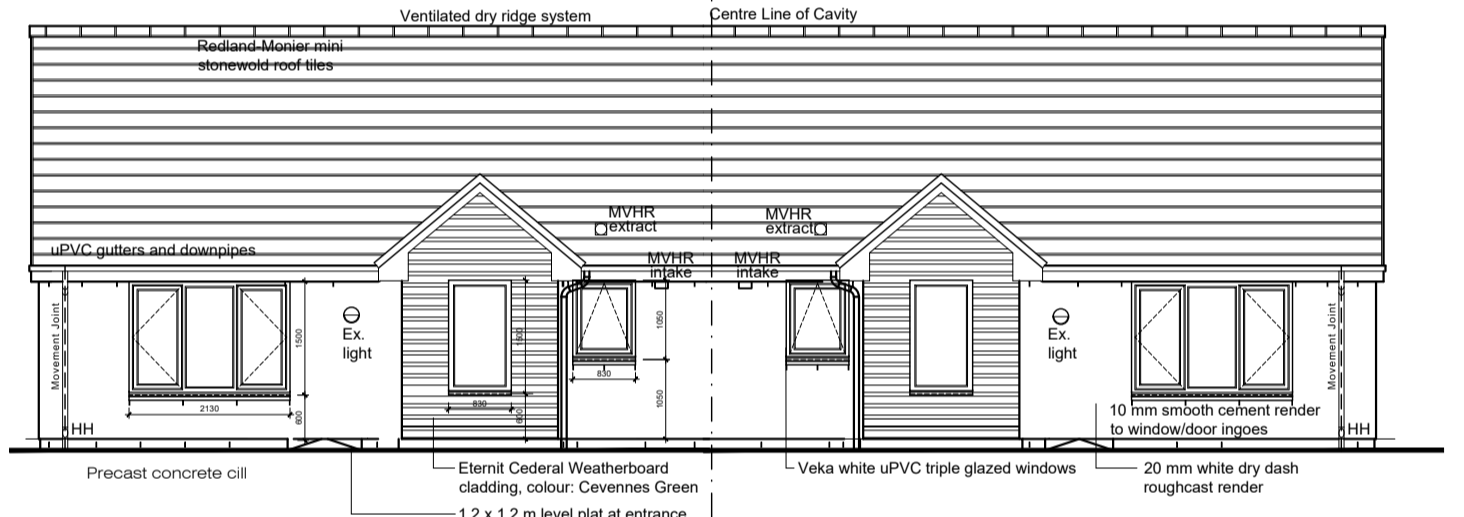 Ventilated dry ridge system
Centre Line of Cavity
Redland-Monier mini
stonewold roof tiles
MVHR
extract
MVHR
extract
uPVC gutters and downpipes
MVHR
intake
MVHR
intake
Movement Joint
1500
Ex.
light
1500
1050
830
1050
Ex.
light
Movement Joint
2130
600
830
600
HH
10 mm smooth cement render
to window/door ingoes
HH
Precast concrete cill
Eternit Cederal Weatherboard
cladding, colour: Cevennes Green
Veka white uPVC triple glazed windows
20 mm white dry dash
roughcast render
1.2 x 1.2 m level plat at entrance